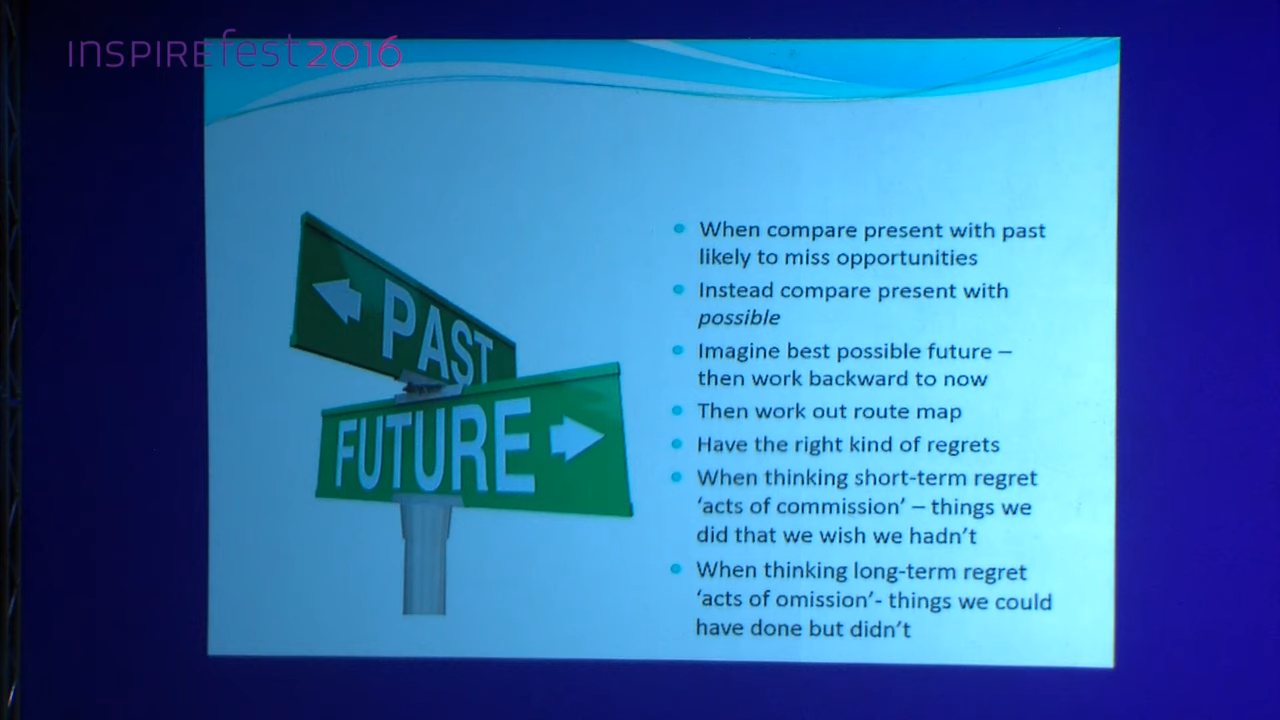 INSPIREfest2016
PAST
FUTURE
When compare present with past
likely to miss opportunities
Instead compare present with
possible
Imagine best possible future –
then work backward to now
Then work out route map
Have the right kind of regrets
When thinking short-term regret
‘acts of commission’ – things we
did that we wish we hadn’t
When thinking long-term regret
‘acts of omission’- things we could
have done but didn’t